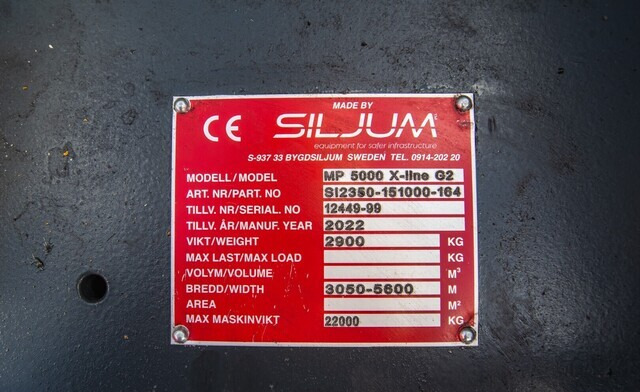 MADE BY
CE SILJUM
equipment for safer infrastructure
S-937 33 BYGDSILJUM SWEDEN TEL. 0914-202 20
MODELL/MODEL MP 5000 X-line G2
ART. NR/PART. NO SI2350-151000-164
TILLV. NR/SERIAL. NO 12449-99
TILLV. ÅR/MANUF. YEAR 2022
VIKT/WEIGHT 2900 KG
MAX LAST/MAX LOAD KG
VOLYM/VOLUME M³
BREDD/WIDTH 3050-5600 M
AREA M²
MAX MASKINVIKT 22000 KG